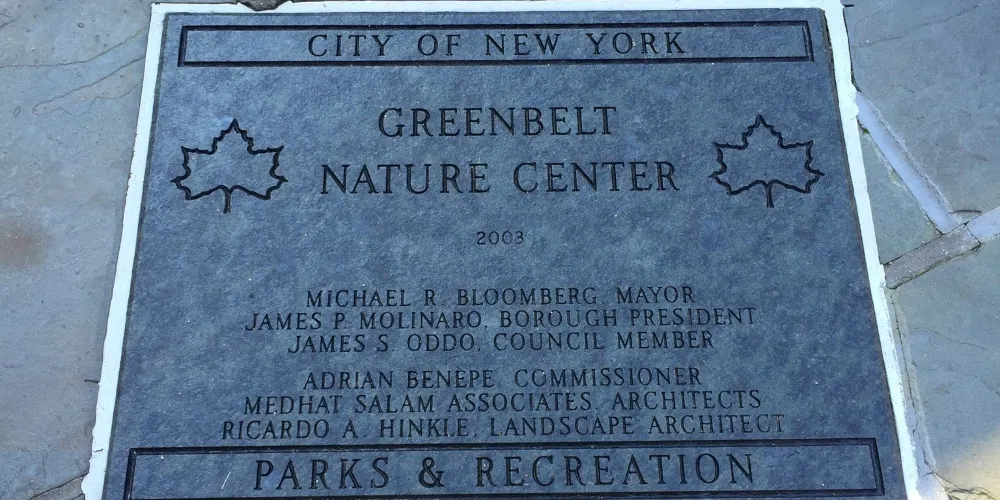 CITY OF NEW YORK
GREENBELT
NATURE CENTER
2003
MICHAEL R. BLOOMBERG, MAYOR
JAMES P. MOLINARO, BOROUGH PRESIDENT
JAMES S. ODDO, COUNCIL MEMBER
ADRIAN BENEPE, COMMISSIONER
MEDHAT SALAM ASSOCIATES, ARCHITECTS
RICARDO A. HINKLE, LANDSCAPE ARCHITECT
PARKS & RECREATION